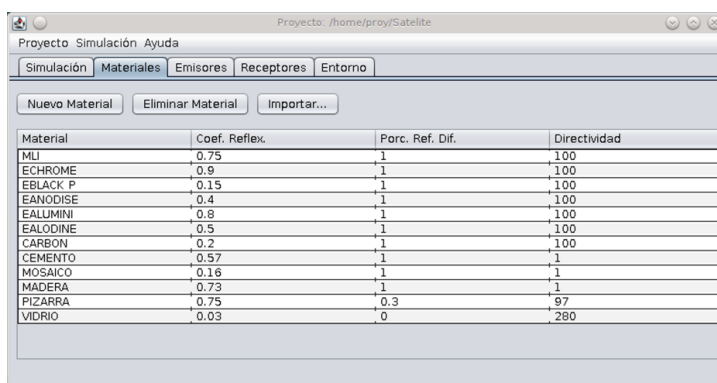 Proyecto: /home/proy/Satelite
Proyecto Simulación Ayuda
Simulación Materiales Emisores Receptores Entorno
Nuevo Material Eliminar Material Importar...
Material Coef. Reflex. Porc. Ref. Dif. Directividad
MLI 0.75 1 100
ECHROME 0.9 1 100
EBLACK P 0.15 1 100
EANODISE 0.4 1 100
EALUMINI 0.8 1 100
EALODINE 0.5 1 100
CARBON 0.2 1 100
CEMENTO 0.57 1 1
MOSAICO 0.16 1 1
MADERA 0.73 1 1
PIZARRA 0.75 0.3 97
VIDRIO 0.03 0 280